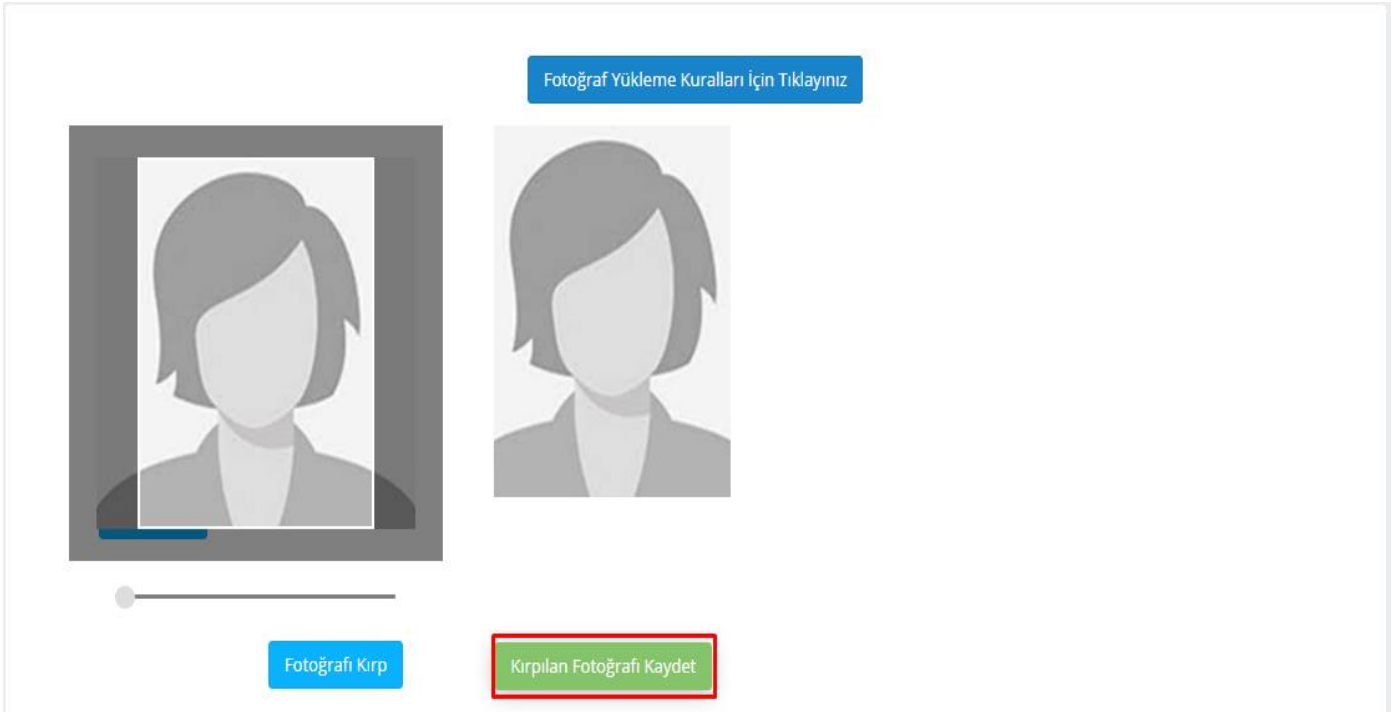 Fotoğraf Yükleme Kuralları İçin Tıklayınız
Fotoğrafı Kırp
Kırpılan Fotoğrafı Kaydet